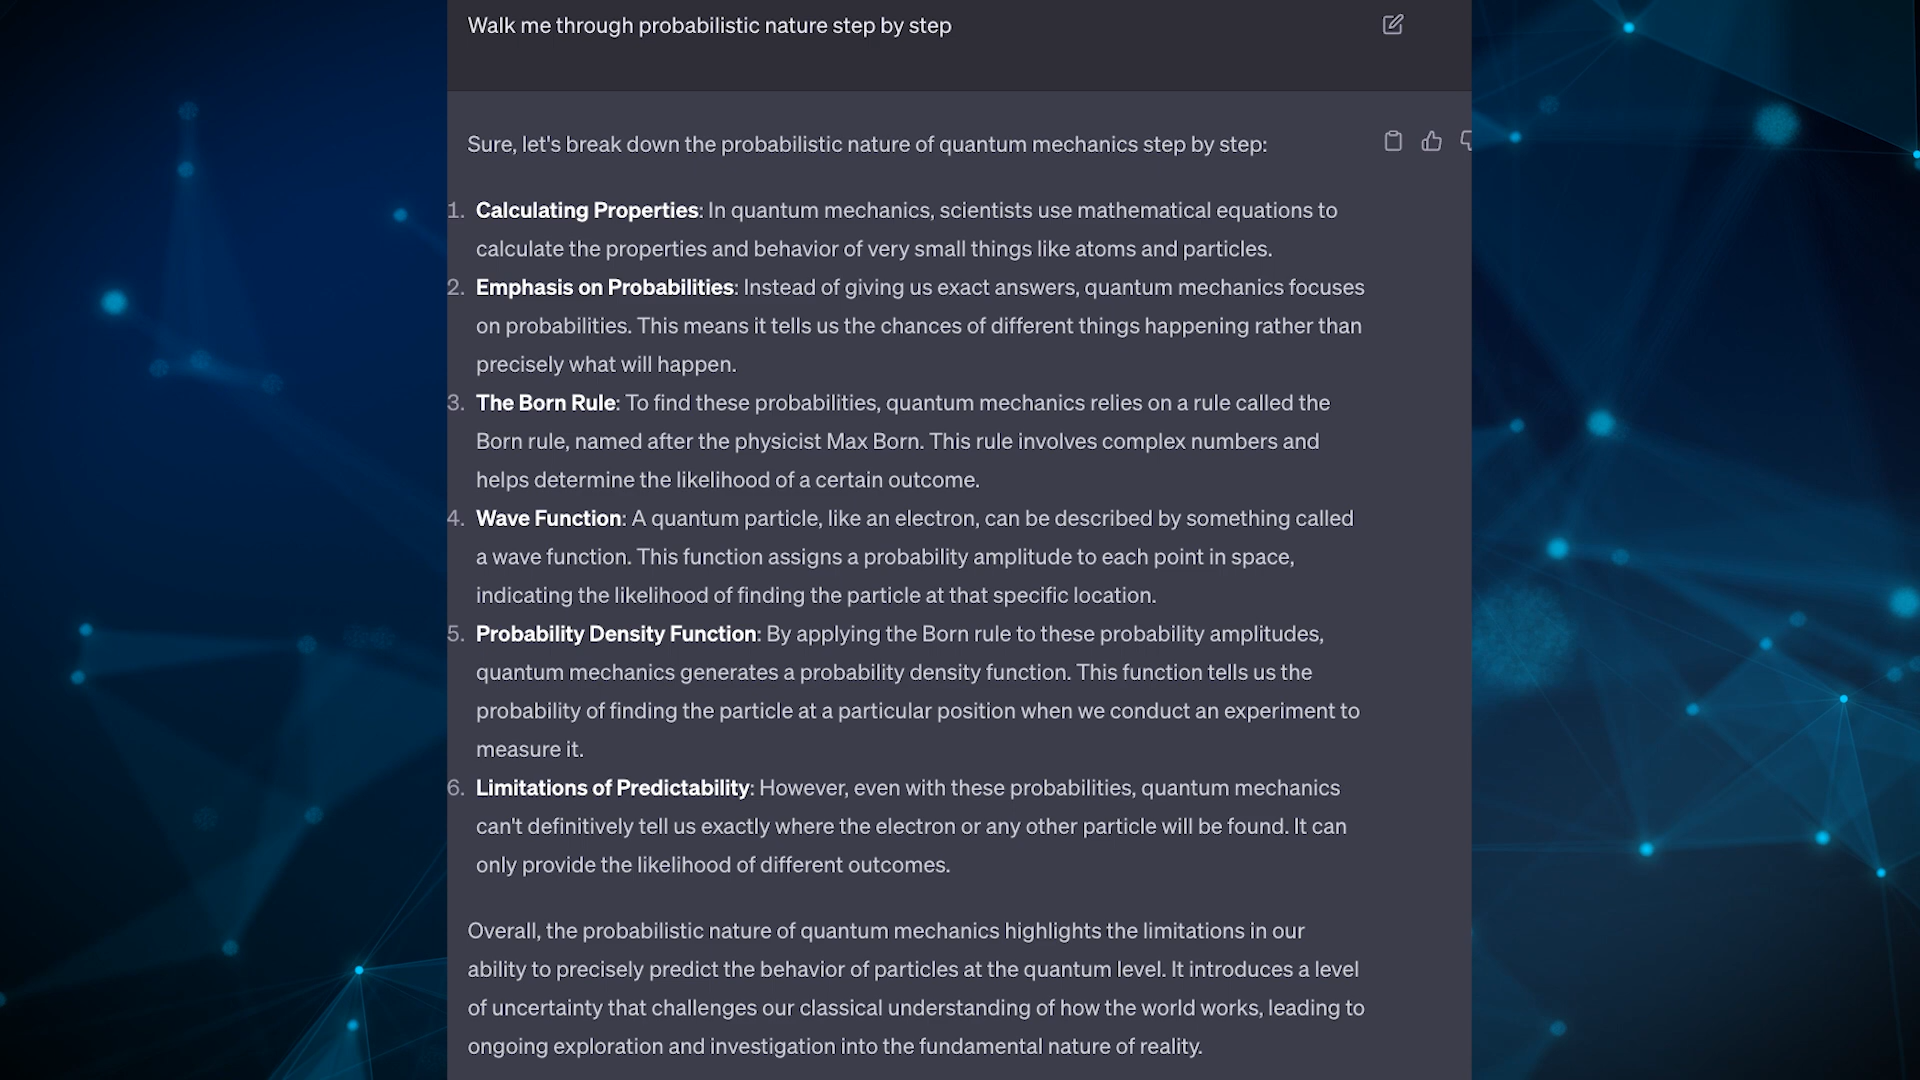 Walk me through probabilistic nature step by step
Sure, let's break down the probabilistic nature of quantum mechanics step by step:
1. Calculating Properties: In quantum mechanics, scientists use mathematical equations to
calculate the properties and behavior of very small things like atoms and particles.
2. Emphasis on Probabilities: Instead of giving us exact answers, quantum mechanics focuses
on probabilities. This means it tells us the chances of different things happening rather than
precisely what will happen.
3. The Born Rule: To find these probabilities, quantum mechanics relies on a rule called the
Born rule, named after the physicist Max Born. This rule involves complex numbers and
helps determine the likelihood of a certain outcome.
4. Wave Function: A quantum particle, like an electron, can be described by something called
a wave function. This function assigns a probability amplitude to each point in space,
indicating the likelihood of finding the particle at that specific location.
5. Probability Density Function: By applying the Born rule to these probability amplitudes,
quantum mechanics generates a probability density function. This function tells us the
probability of finding the particle at a particular position when we conduct an experiment to
measure it.
6. Limitations of Predictability: However, even with these probabilities, quantum mechanics
can't definitively tell us exactly where the electron or any other particle will be found. It can
only provide the likelihood of different outcomes.
Overall, the probabilistic nature of quantum mechanics highlights the limitations in our
ability to precisely predict the behavior of particles at the quantum level. It introduces a level
of uncertainty that challenges our classical understanding of how the world works, leading to
ongoing exploration and investigation into the fundamental nature of reality.